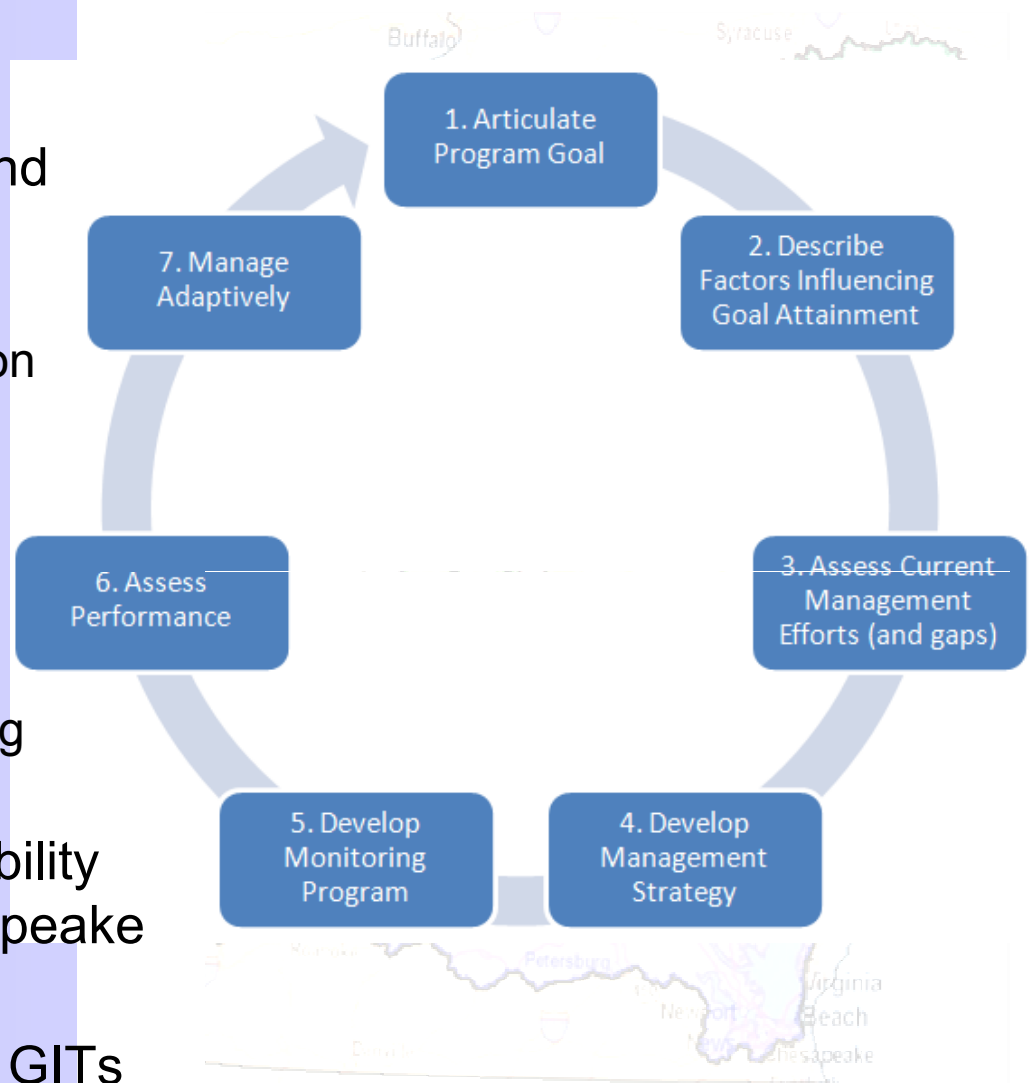 Buffalo
Syracuse
nd
on
g
bility
peake
GITs
1. Articulate
Program Goal
2. Describe
Factors Influencing
Goal Attainment
3. Assess Current
Management
Efforts (and gaps)
4. Develop
Management
Strategy
5. Develop
Monitoring
Program
6. Assess
Performance
7. Manage
Adaptively
Petersburg
Virginia
Beach
Newport
News
Chesapeake